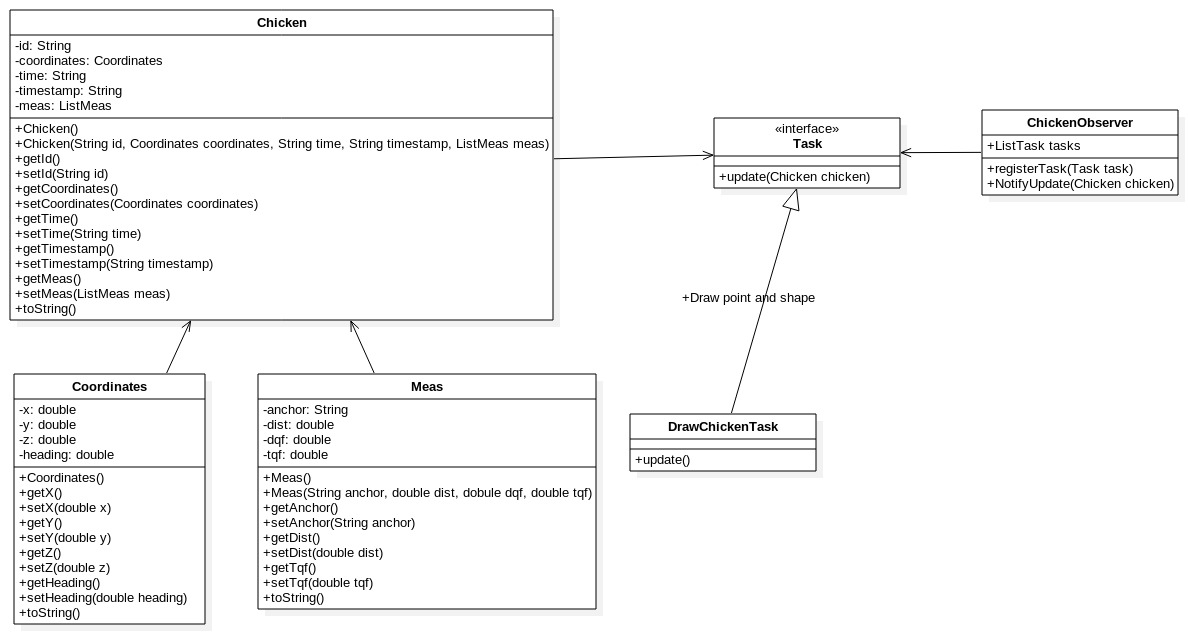 Chicken
-id: String
-coordinates: Coordinates
-time: String
-timestamp: String
-meas: ListMeas
+Chicken()
+Chicken(String id, Coordinates coordinates, String time, String timestamp, ListMeas meas)
+getId()
+setId(String id)
+getCoordinates()
+setCoordinates(Coordinates coordinates)
+getTime()
+setTime(String time)
+getTimestamp()
+setTimestamp(String timestamp)
+getMeas()
+setMeas(ListMeas meas)
+toString()
«interface»
Task
+update(Chicken chicken)
ChickenObserver
+ListTask tasks
+registerTask(Task task)
+NotifyUpdate(Chicken chicken)
+Draw point and shape
Coordinates
-x: double
-y: double
-z: double
-heading: double
+Coordinates()
+getX()
+setX(double x)
+getY()
+setY(double y)
+getZ()
+setZ(double z)
+getHeading()
+setHeading(double heading)
+toString()
Meas
-anchor: String
-dist: double
-dqf: double
-tqf: double
+Meas()
+Meas(String anchor, double dist, dobule dqf, double tqf)
+getAnchor()
+setAnchor(String anchor)
+getDist()
+setDist(double dist)
+getTqf()
+setTqf(double tqf)
+toString()
DrawChickenTask
+update()